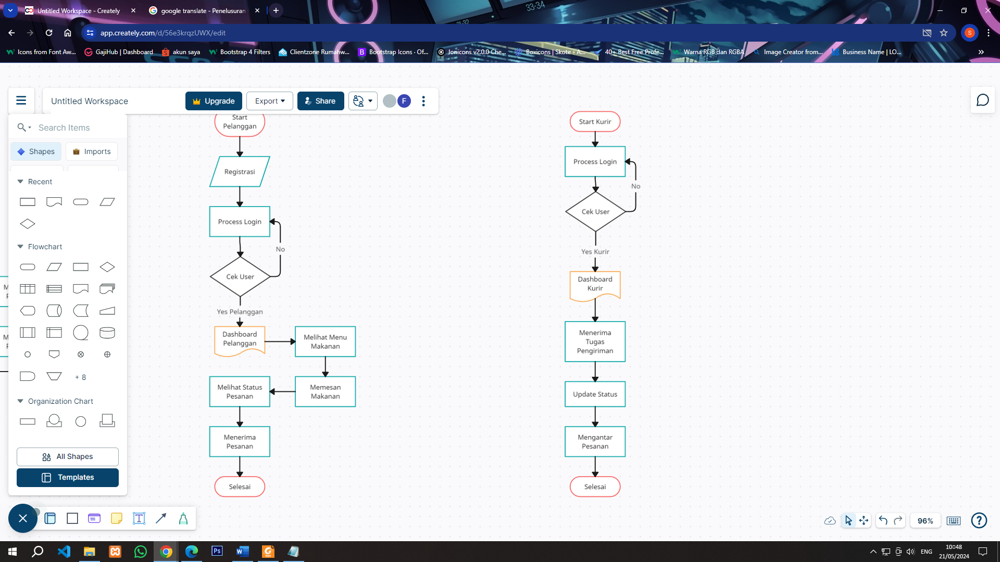 Untitled Workspace - Creately
google translate - Penelusuran
app.creately.com/d/56e3krqzUWX/edit
S
Icons from Font Aw...
GajiHub | Dashboard
akun saya
Bootstrap 4 Filters
Clientzone Rumahw...
Bootstrap Icons · Of...
Ionicons v2.0.0 Che...
Boxicons | Skote - A...
40+ Best Free Profe...
Warna RGB dan RGBA
Image Creator from...
Business Name | LO...
Untitled Workspace
Upgrade
Export
Share
F
Search Items
Shapes
Imports
Recent
Flowchart
+ 8
Organization Chart
All Shapes
Templates
Start
Pelanggan
Registrasi
Process Login
No
Cek User
Yes Pelanggan
Dashboard
Pelanggan
Melihat Menu
Makanan
Melihat Status
Pesanan
Memesan
Makanan
Menerima
Pesanan
Selesai
Start Kurir
Process Login
No
Cek User
Yes Kurir
Dashboard
Kurir
Menerima
Tugas
Pengiriman
Update Status
Mengantar
Pesanan
Selesai
96%
ENG
10:48
21/05/2024